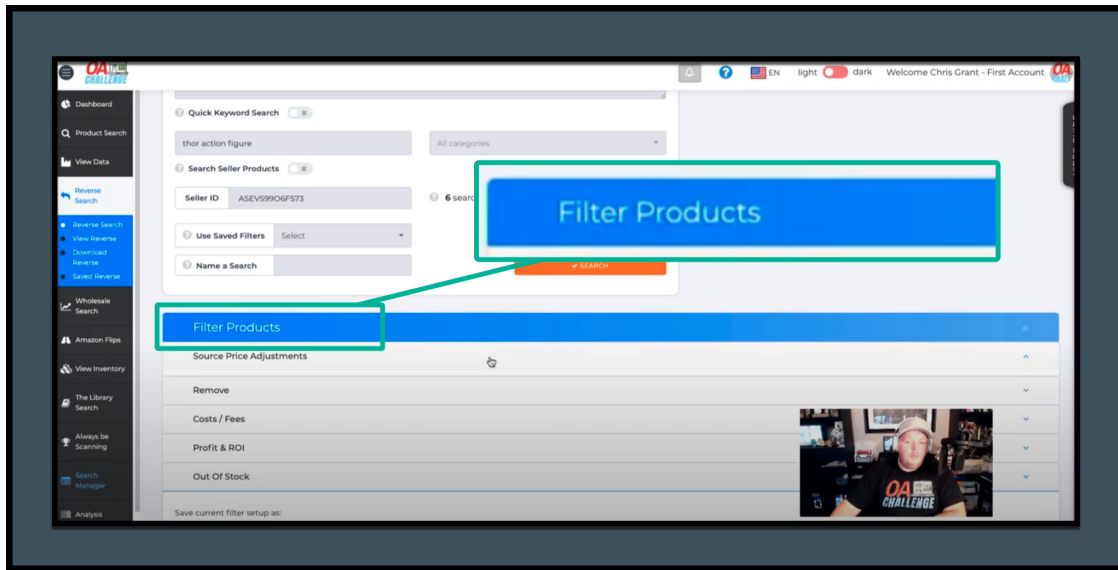 OA
CHALLENGE
EN light dark Welcome Chris Grant - First Account
Dashboard
Product Search
View Data
Reverse
Search
Reverse Search
View Reverse
Download
Reverse
Saved Reverse
Wholesale
Search
Amazon Flips
View Inventory
The Library
Search
Always be
Scanning
Search
Manager
Analysis
Quick Keyword Search
thor action figure All categories
Search Seller Products
Seller ID ASEVS99O6FS73 6 searc
Use Saved Filters Select
Name a Search
SEARCH
Filter Products
Filter Products
Source Price Adjustments
Remove
Costs / Fees
Profit & ROI
Out Of Stock
Save current filter setup as:
OA
CHALLENGE